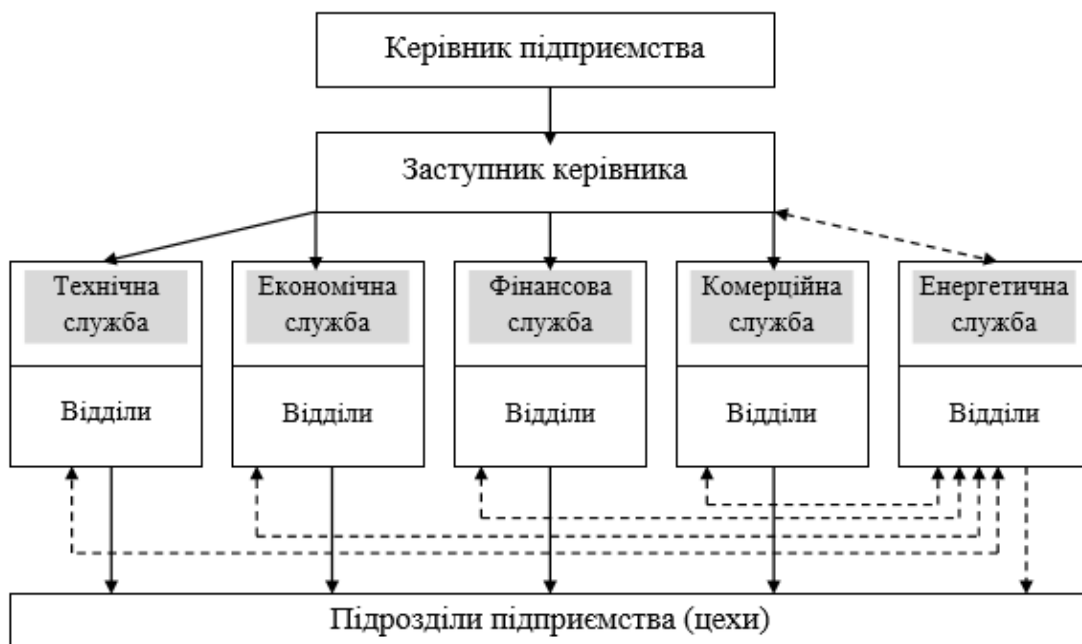 Керівник підприємства
Заступник керівника
Технічна
служба
Економічна
служба
Фінансова
служба
Комерційна
служба
Енергетична
служба
Відділи
Відділи
Відділи
Відділи
Відділи
Підрозділи підприємства (цехи)